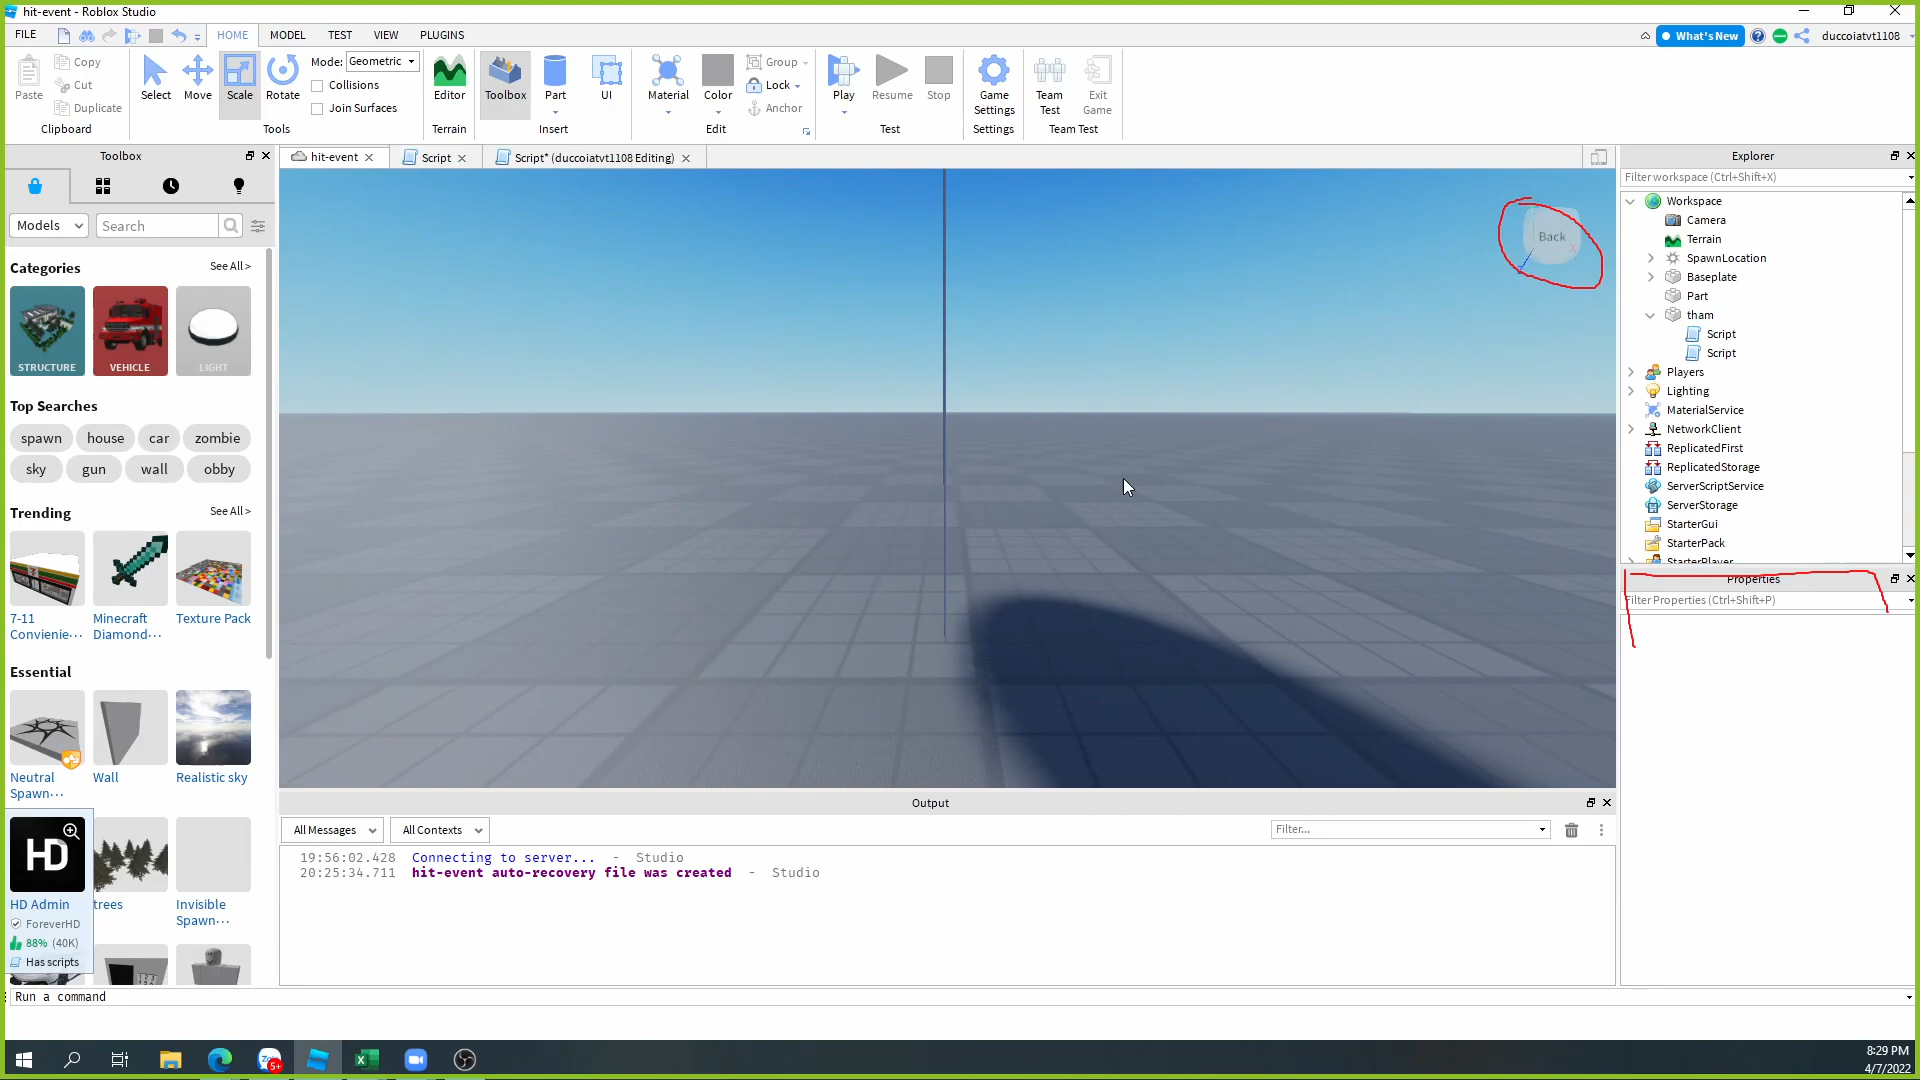 hit-event - Roblox Studio
FILE
HOME
MODEL
TEST
VIEW
PLUGINS
What's New
duccoiatvt1108
Paste
Copy
Cut
Duplicate
Clipboard
Select
Move
Scale
Rotate
Mode: Geometric
Collisions
Join Surfaces
Tools
Editor
Terrain
Toolbox
Part
UI
Insert
Material
Color
Group
Lock
Anchor
Edit
Play
Resume
Stop
Test
Game
Settings
Settings
Team
Test
Exit
Game
Team Test
Toolbox
Models
Search
Categories
See All >
STRUCTURE
VEHICLE
LIGHT
Top Searches
spawn
house
car
zombie
sky
gun
wall
obby
Trending
See All >
7-11
Convienie...
Minecraft
Diamond...
Texture Pack
Essential
Neutral
Spawn...
Wall
Realistic sky
HD
HD Admin
ForeverHD
88% (40K)
Has scripts
trees
Invisible
Spawn...
hit-event
Script
Script* (duccoiatvt1108 Editing)
Back
Output
All Messages
All Contexts
Filter...
19:56:02.428 Connecting to server... - Studio
20:25:34.711 hit-event auto-recovery file was created - Studio
Explorer
Filter workspace (Ctrl+Shift+X)
Workspace
Camera
Terrain
SpawnLocation
Baseplate
Part
tham
Script
Script
Players
Lighting
MaterialService
NetworkClient
ReplicatedFirst
ReplicatedStorage
ServerScriptService
ServerStorage
StarterGui
StarterPack
StarterPlayer
Properties
Filter Properties (Ctrl+Shift+P)
Run a command
5+
8:29 PM
4/7/2022